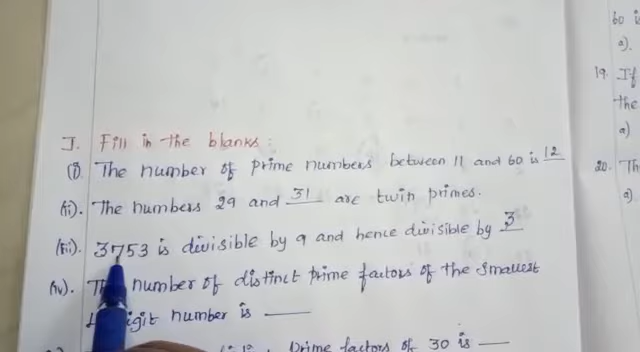 I. Fill in the blanks:
(i) The number of prime numbers between 11 and 60 is 12
(ii). The numbers 29 and 31 are twin primes.
(iii). 3753 is divisible by 9 and hence divisible by 3
(iv). The number of distinct prime factors of the smallest
digit number is
prime factors of 30 is
60 is
a).
19. If
the
a)
20. Th
a)